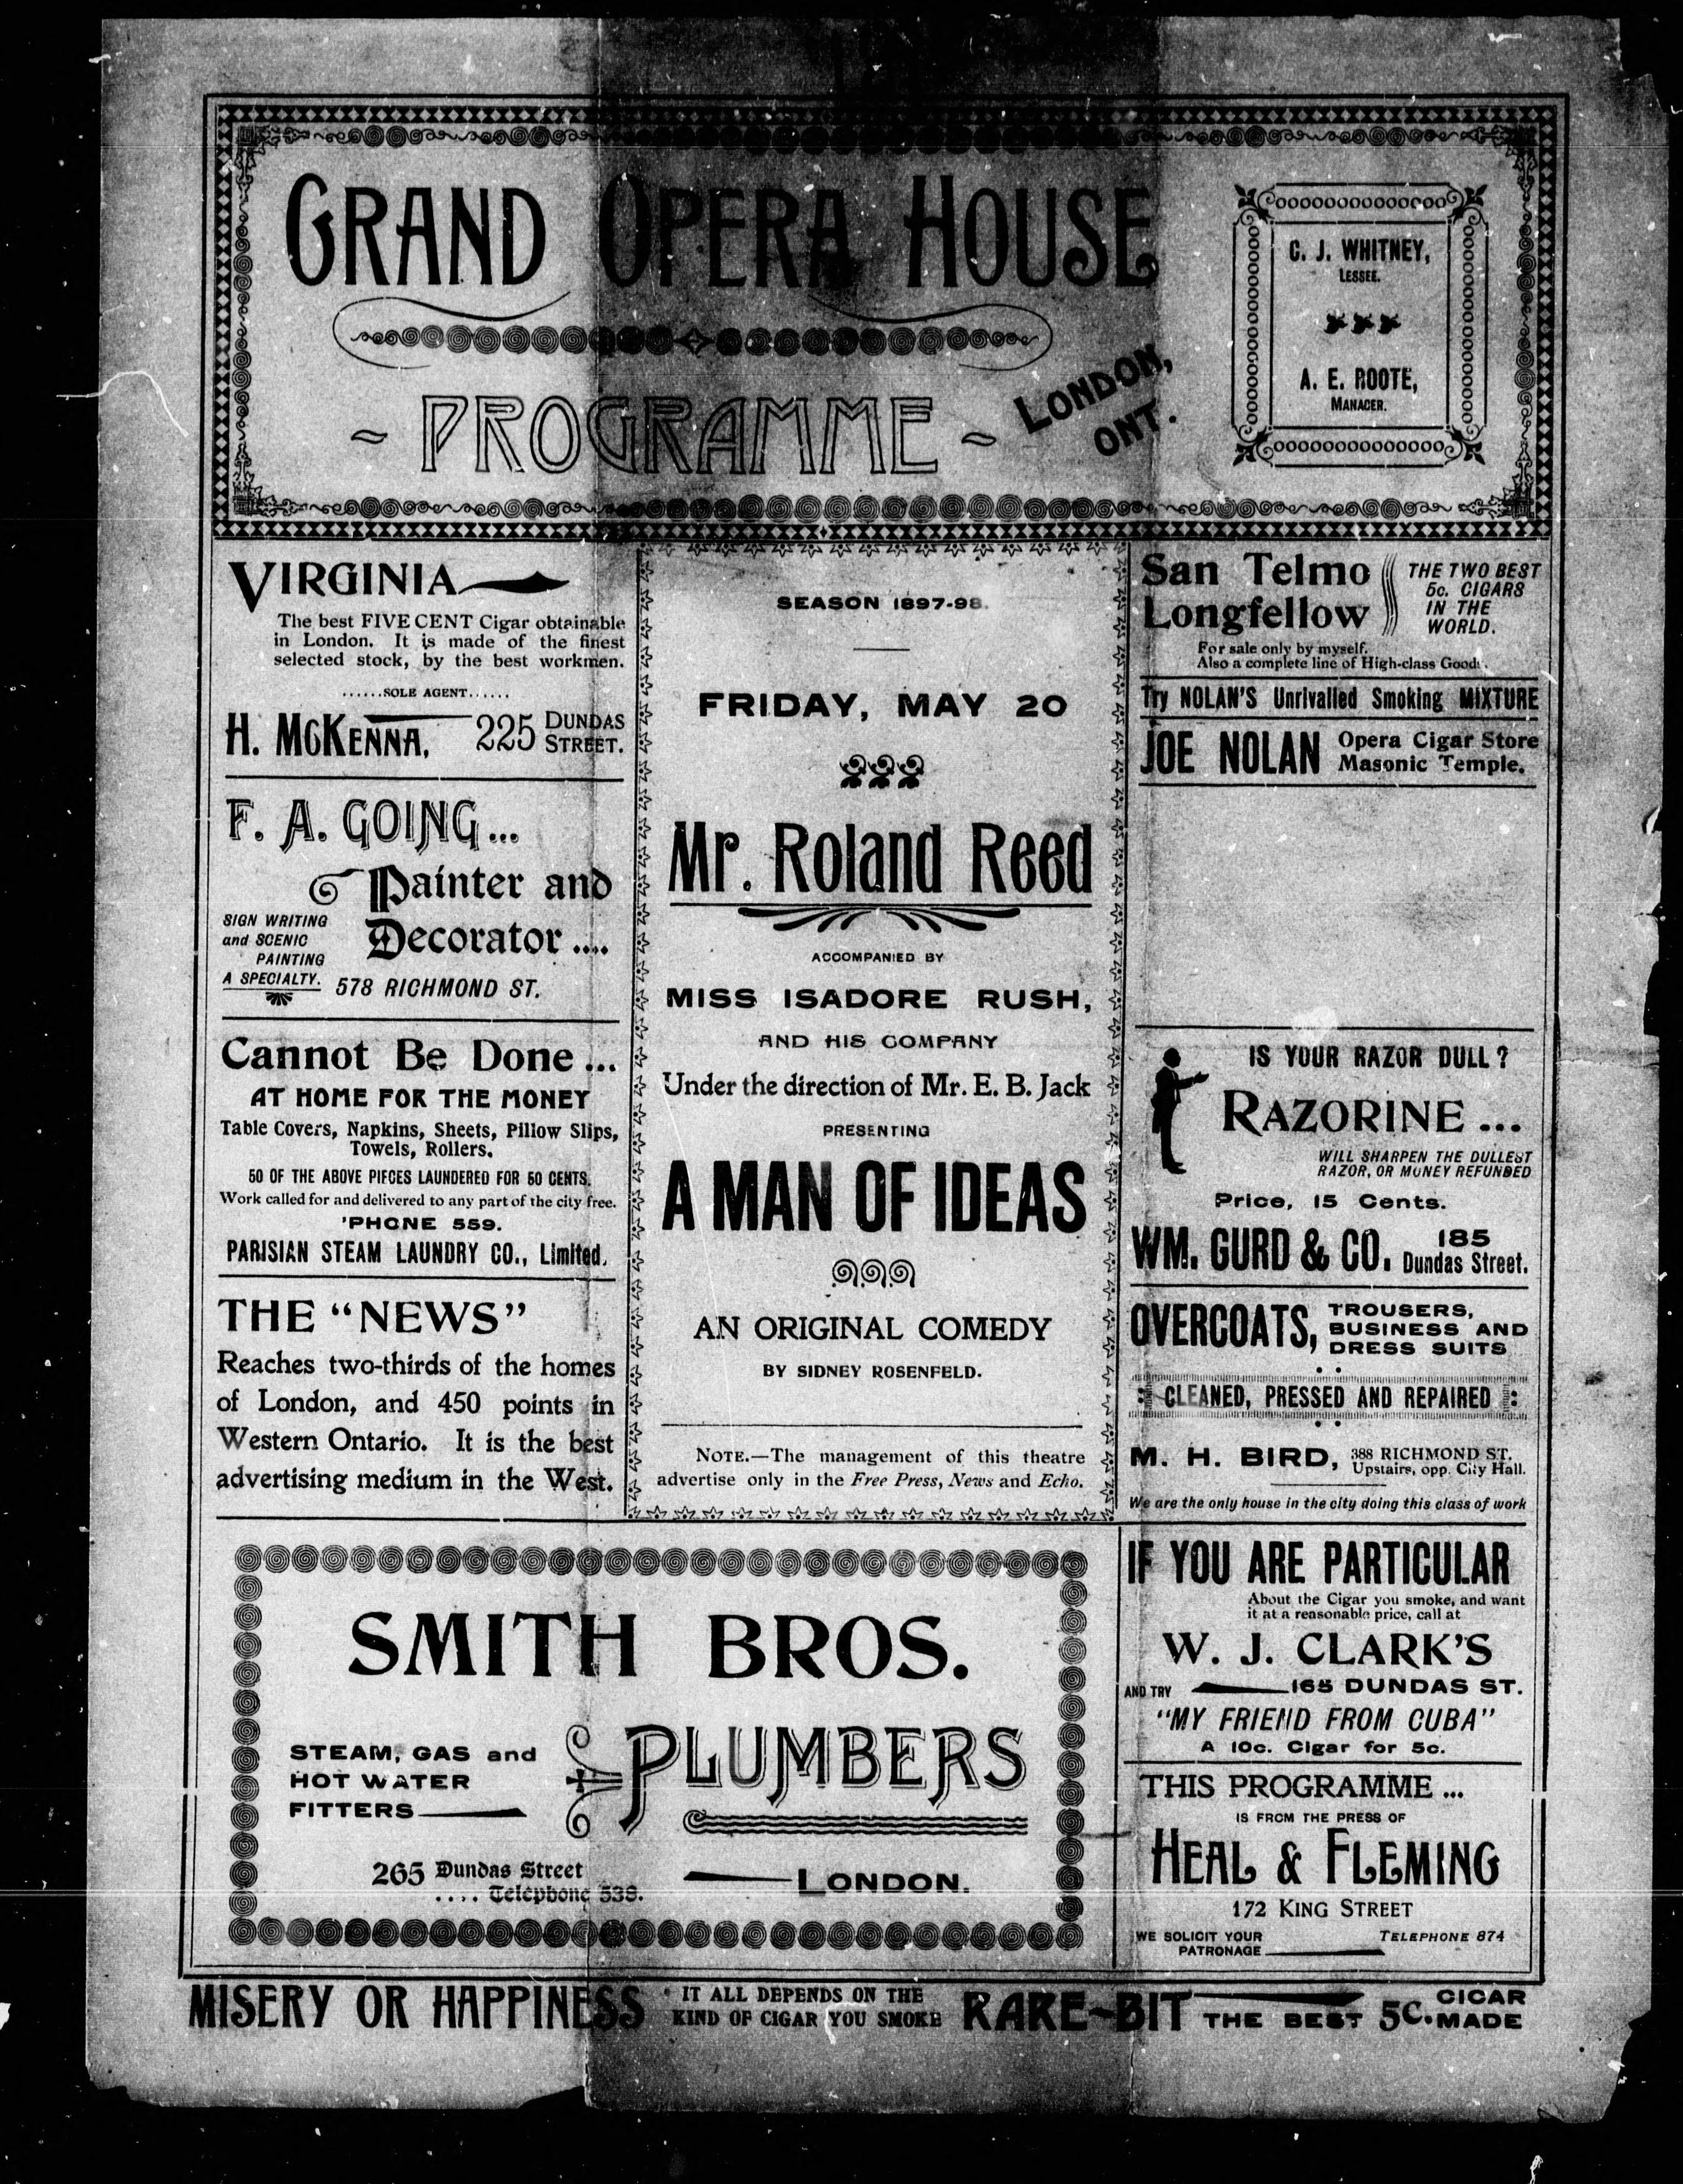 GRAND OPERA HOUSE
~ PROGRAMME ~
LONDON,
ONT.
C. J. WHITNEY,
LESSEE.
A. E. ROOTE,
MANAGER.
VIRGINIA
The best FIVE CENT Cigar obtainable
in London. It is made of the finest
selected stock, by the best workmen.
......SOLE AGENT......
H. MCKENNA, 225 DUNDAS STREET.
F. A. GOING...
Painter and
Decorator ....
SIGN WRITING
and SCENIC
PAINTING
A SPECIALTY.
578 RICHMOND ST.
Cannot Be Done ...
AT HOME FOR THE MONEY
Table Covers, Napkins, Sheets, Pillow Slips,
Towels, Rollers.
50 OF THE ABOVE PIECES LAUNDERED FOR 50 CENTS.
Work called for and delivered to any part of the city free.
'PHONE 559.
PARISIAN STEAM LAUNDRY CO., Limited.
THE "NEWS"
Reaches two-thirds of the homes
of London, and 450 points in
Western Ontario. It is the best
advertising medium in the West.
SEASON 1897-98.
FRIDAY, MAY 20
Mr. Roland Reed
ACCOMPANIED BY
MISS ISADORE RUSH,
AND HIS COMPANY
Under the direction of Mr. E. B. Jack
PRESENTING
A MAN OF IDEAS
AN ORIGINAL COMEDY
BY SIDNEY ROSENFELD.
NOTE.—The management of this theatre
advertise only in the Free Press, News and Echo.
San Telmo
Longfellow
THE TWO BEST
5c. CIGARS
IN THE
WORLD.
For sale only by myself.
Also a complete line of High-class Goods.
Try NOLAN'S Unrivalled Smoking MIXTURE
JOE NOLAN
Opera Cigar Store
Masonic Temple.
IS YOUR RAZOR DULL?
RAZORINE ...
WILL SHARPEN THE DULLEST
RAZOR, OR MONEY REFUNDED
Price, 15 Cents.
WM. GURD & CO. 185
Dundas Street.
OVERCOATS,
TROUSERS,
BUSINESS AND
DRESS SUITS
CLEANED, PRESSED AND REPAIRED
M. H. BIRD,
388 RICHMOND ST.
Upstairs, opp. City Hall.
We are the only house in the city doing this class of work
SMITH BROS.
STEAM, GAS and
HOT WATER
FITTERS
PLUMBERS
265 Dundas Street
.... Telephone 538.
LONDON.
IF YOU ARE PARTICULAR
About the Cigar you smoke, and want
it at a reasonable price, call at
W. J. CLARK'S
AND TRY 165 DUNDAS ST.
"MY FRIEND FROM CUBA"
A 10c. Cigar for 5c.
THIS PROGRAMME ...
IS FROM THE PRESS OF
HEAL & FLEMING
172 KING STREET
WE SOLICIT YOUR
PATRONAGE
TELEPHONE 874
MISERY OR HAPPINESS
IT ALL DEPENDS ON THE
KIND OF CIGAR YOU SMOKE
RARE-BIT
THE BEST 5C. CIGAR
MADE